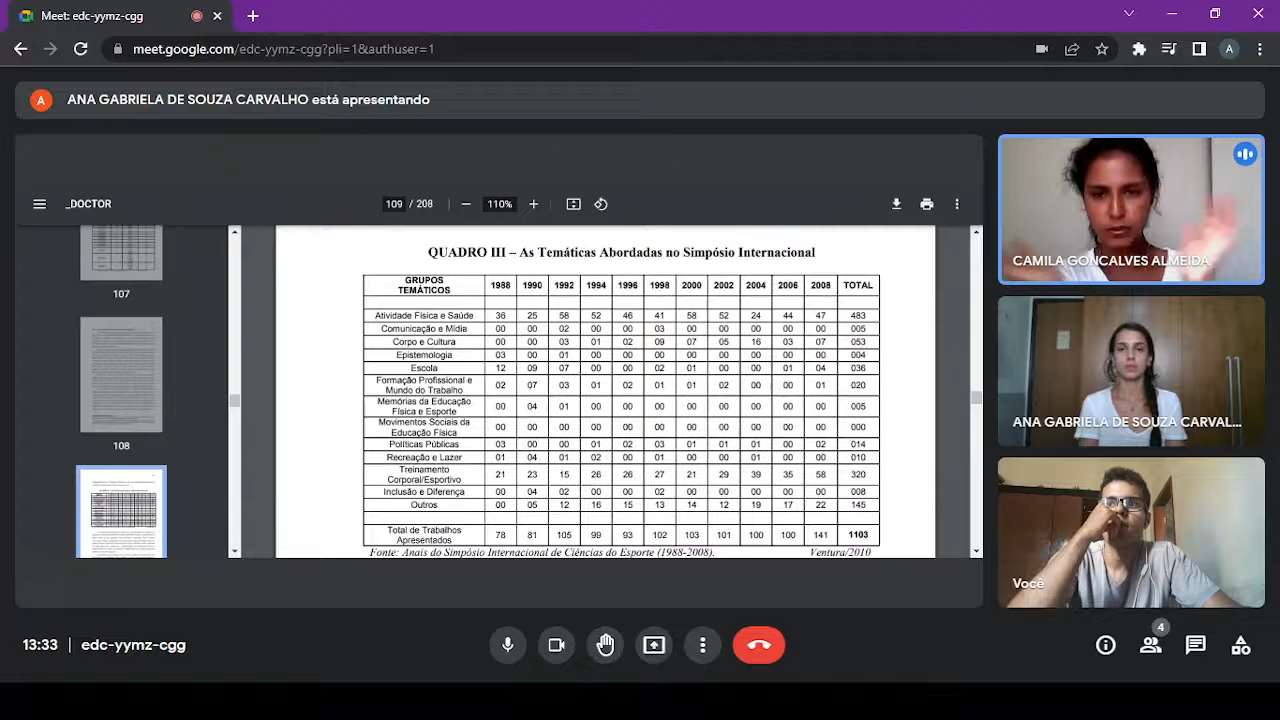 Meet: edc-yymz-cgg
meet.google.com/edc-yymz-cgg?pli=1&authuser=1
A
A ANA GABRIELA DE SOUZA CARVALHO está apresentando
_DOCTOR 109 / 208 110%
107
108
QUADRO III – As Temáticas Abordadas no Simpósio Internacional
GRUPOS TEMÁTICOS 1988 1990 1992 1994 1996 1998 2000 2002 2004 2006 2008 TOTAL
Atividade Física e Saúde 36 25 58 52 46 41 58 52 24 44 47 483
Comunicação e Mídia 00 00 02 00 00 03 00 00 00 00 00 005
Corpo e Cultura 00 00 03 01 02 09 07 05 16 03 07 053
Epistemologia 03 00 01 00 00 00 00 00 00 00 00 004
Escola 12 09 07 00 00 02 01 00 00 01 04 036
Formação Profissional e Mundo do Trabalho 02 07 03 01 02 01 01 02 00 00 01 020
Memórias da Educação Física e Esporte 00 04 01 00 00 00 00 00 00 00 00 005
Movimentos Sociais da Educação Física 00 00 00 00 00 00 00 00 00 00 00 000
Políticas Públicas 03 00 00 01 02 03 01 01 01 00 02 014
Recreação e Lazer 01 04 01 02 00 01 00 00 01 00 00 010
Treinamento Corporal/Esportivo 21 23 15 26 26 27 21 29 39 35 58 320
Inclusão e Diferença 00 04 02 00 00 02 00 00 00 00 00 008
Outros 00 05 12 16 15 13 14 12 19 17 22 145
Total de Trabalhos Apresentados 78 81 105 99 93 102 103 101 100 100 141 1103
Fonte: Anais do Simpósio Internacional de Ciências do Esporte (1988-2008). Ventura/2010
CAMILA GONCALVES ALMEIDA
ANA GABRIELA DE SOUZA CARVAL...
Você
13:33 | edc-yymz-cgg
4